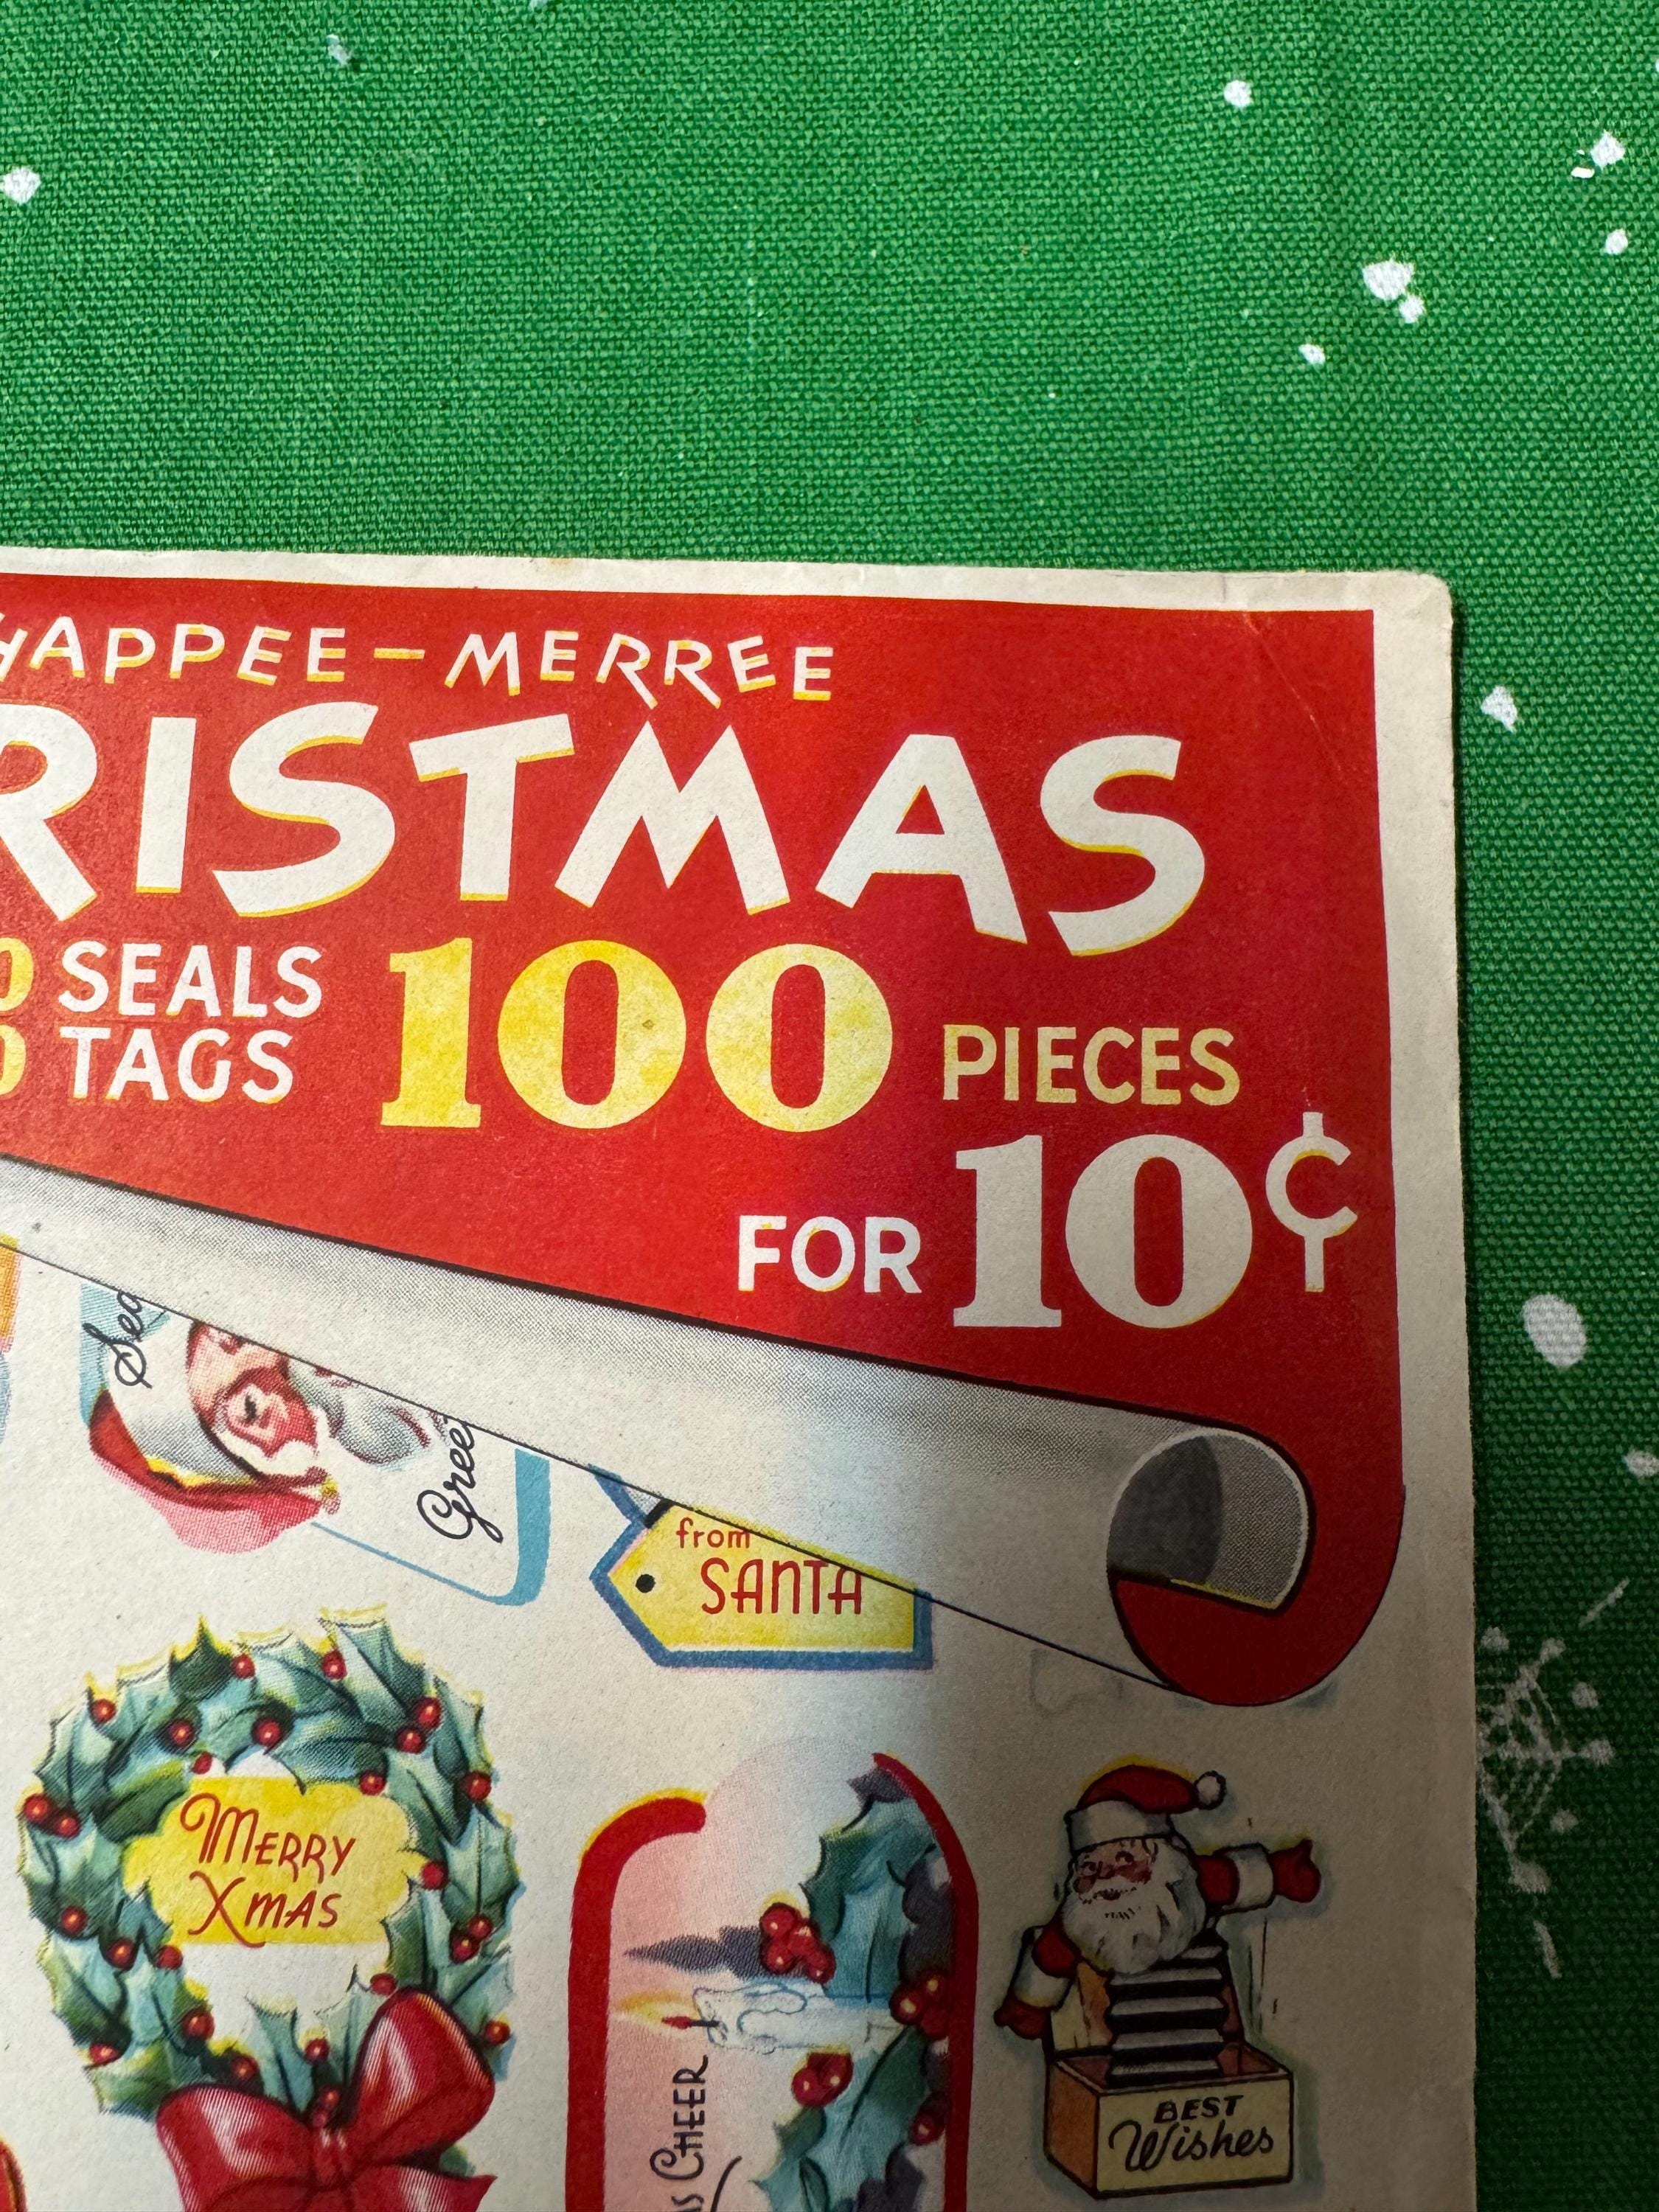 HAPPEE-MERREE
RISTMAS
0 SEALS
0 TAGS
100 PIECES
FOR 10¢
Sea
Gree
from
SANTA
MERRY
XMAS
CHEER
BEST
Wishes